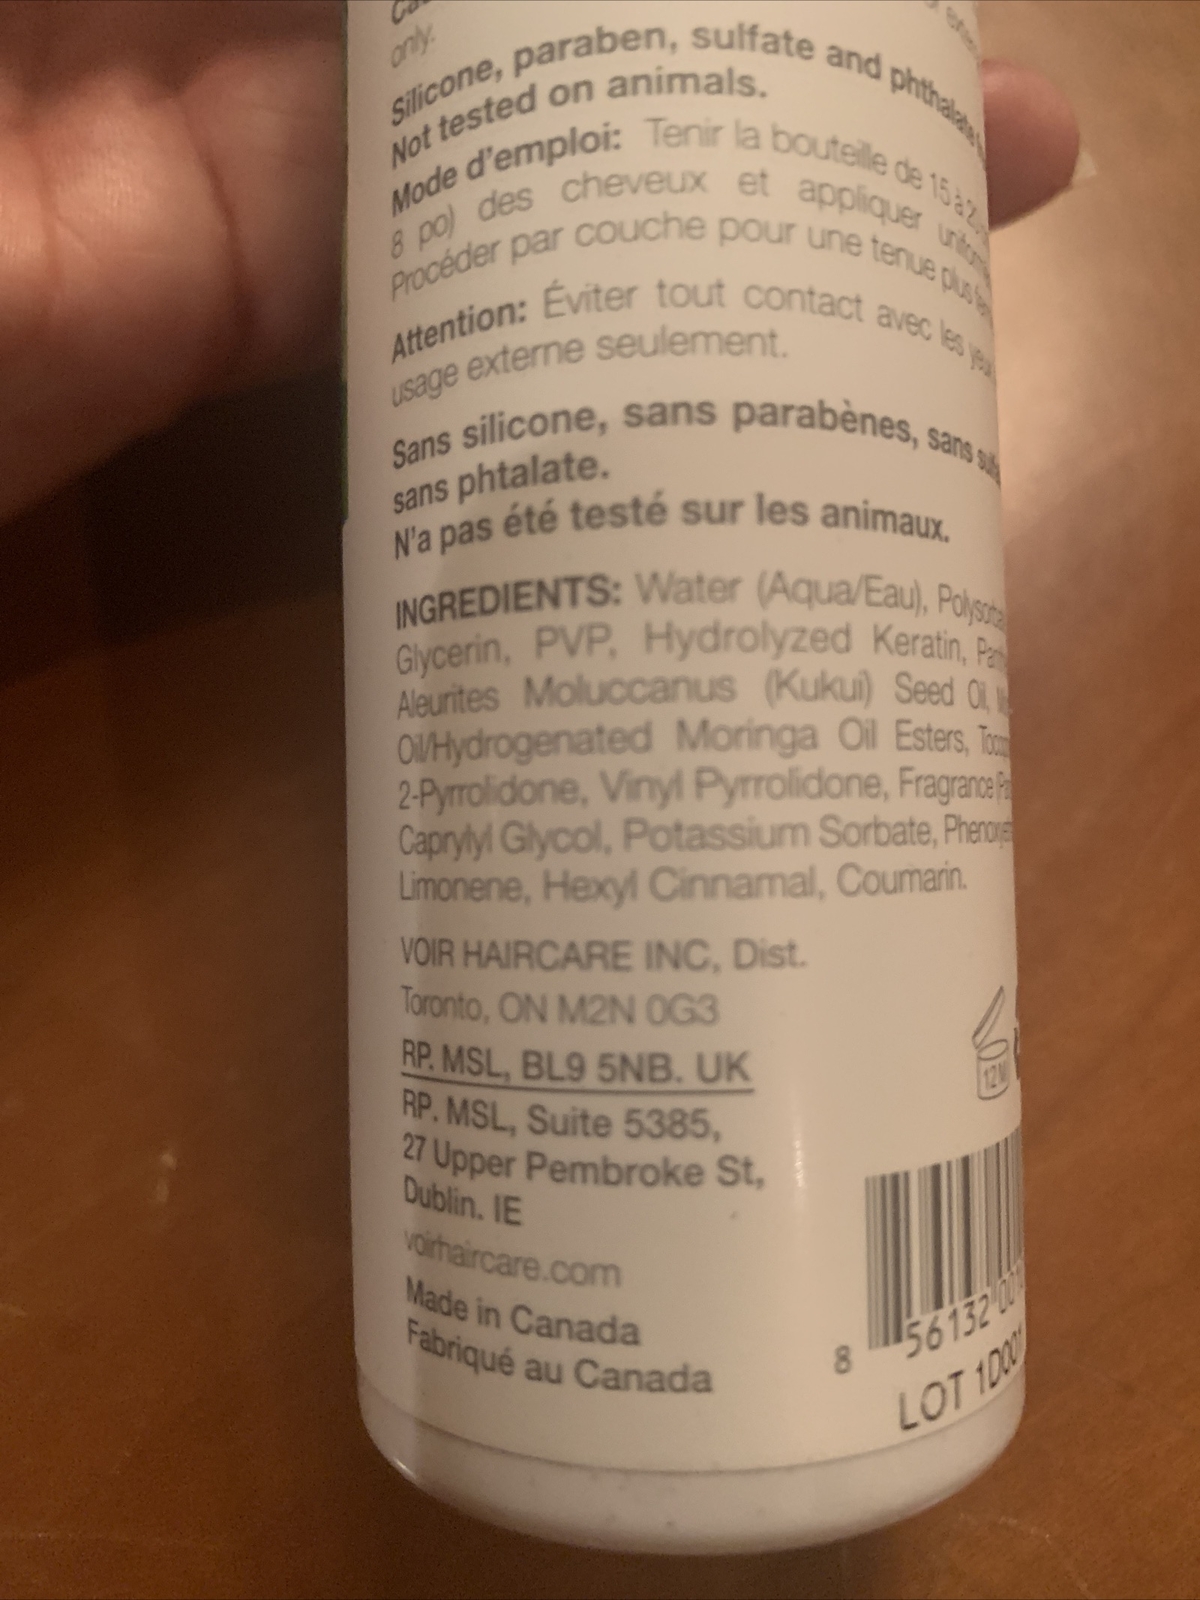 only.
Silicone, paraben, sulfate and phthalate
Not tested on animals.
Mode d'emploi: Tenir la bouteille de 15 à
8 po) des cheveux et appliquer
Procéder par couche pour une tenue plus
Attention: Éviter tout contact avec les yeux
usage externe seulement.
Sans silicone, sans parabènes, sans
sans phtalate.
N'a pas été testé sur les animaux.
INGREDIENTS: Water (Aqua/Eau),
Glycerin, PVP, Hydrolyzed Keratin,
Aleurites Moluccanus (Kukui) Seed Oil,
Oil/Hydrogenated Moringa Oil Esters,
2-Pyrrolidone, Vinyl Pyrrolidone, Fragrance
Caprylyl Glycol, Potassium Sorbate,
Limonene, Hexyl Cinnamal, Coumarin.
VOIR HAIRCARE INC, Dist.
Toronto, ON M2N 0G3
RP. MSL, BL9 5NB. UK
RP. MSL, Suite 5385,
27 Upper Pembroke St,
Dublin. IE
voirhaircare.com
Made in Canada
Fabriqué au Canada
12M
8 56132 001
LOT 1D001